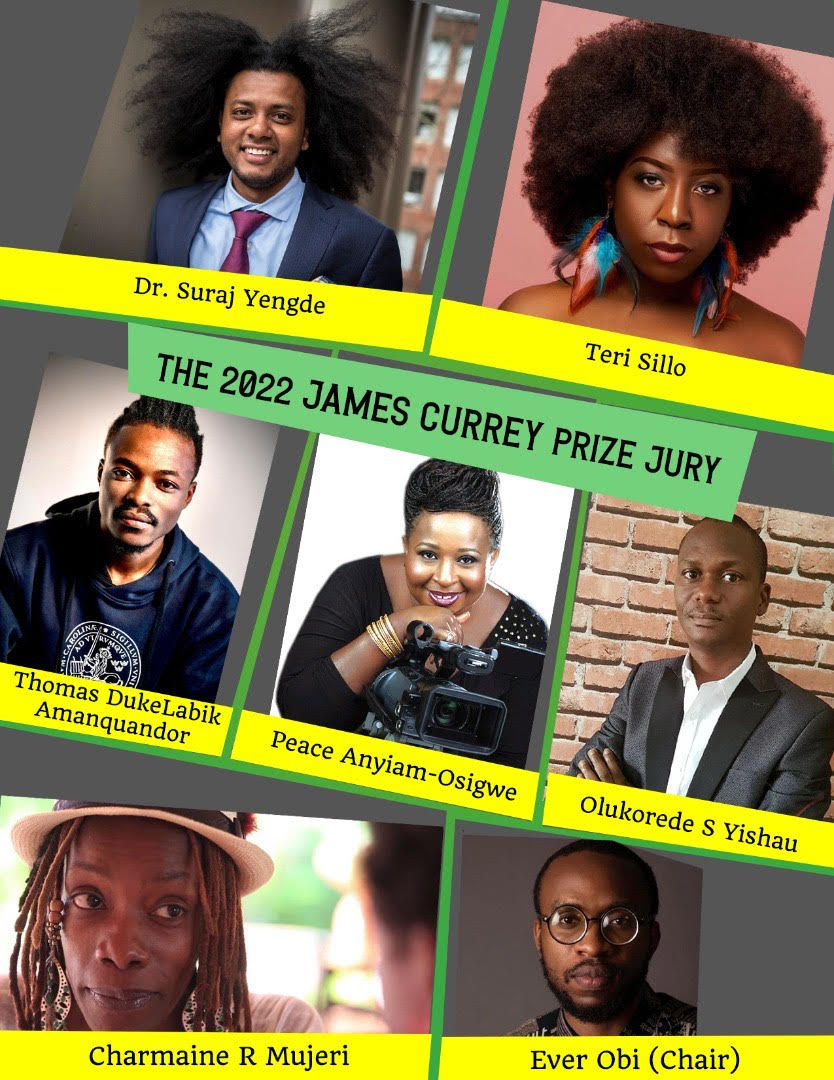 Dr. Suraj Yengde
Teri Sillo
THE 2022 JAMES CURREY PRIZE JURY
Thomas DukeLabik
Amanquandor
Peace Anyiam-Osigwe
Olukorede S Yishau
Charmaine R Mujeri
Ever Obi (Chair)